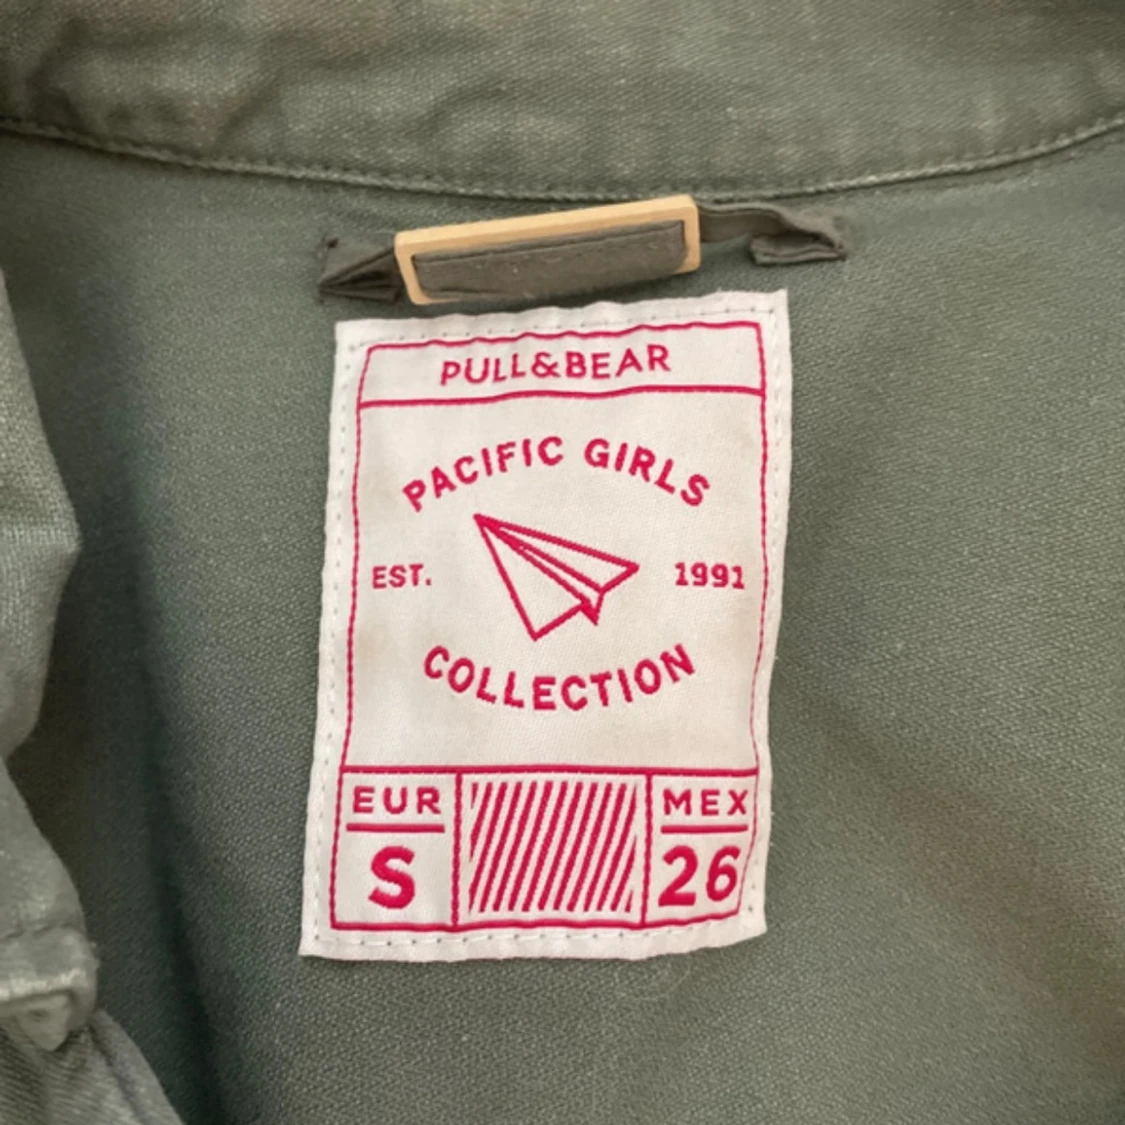 PULL&BEAR
PACIFIC GIRLS
EST. 1991
COLLECTION
EUR MEX
S 26